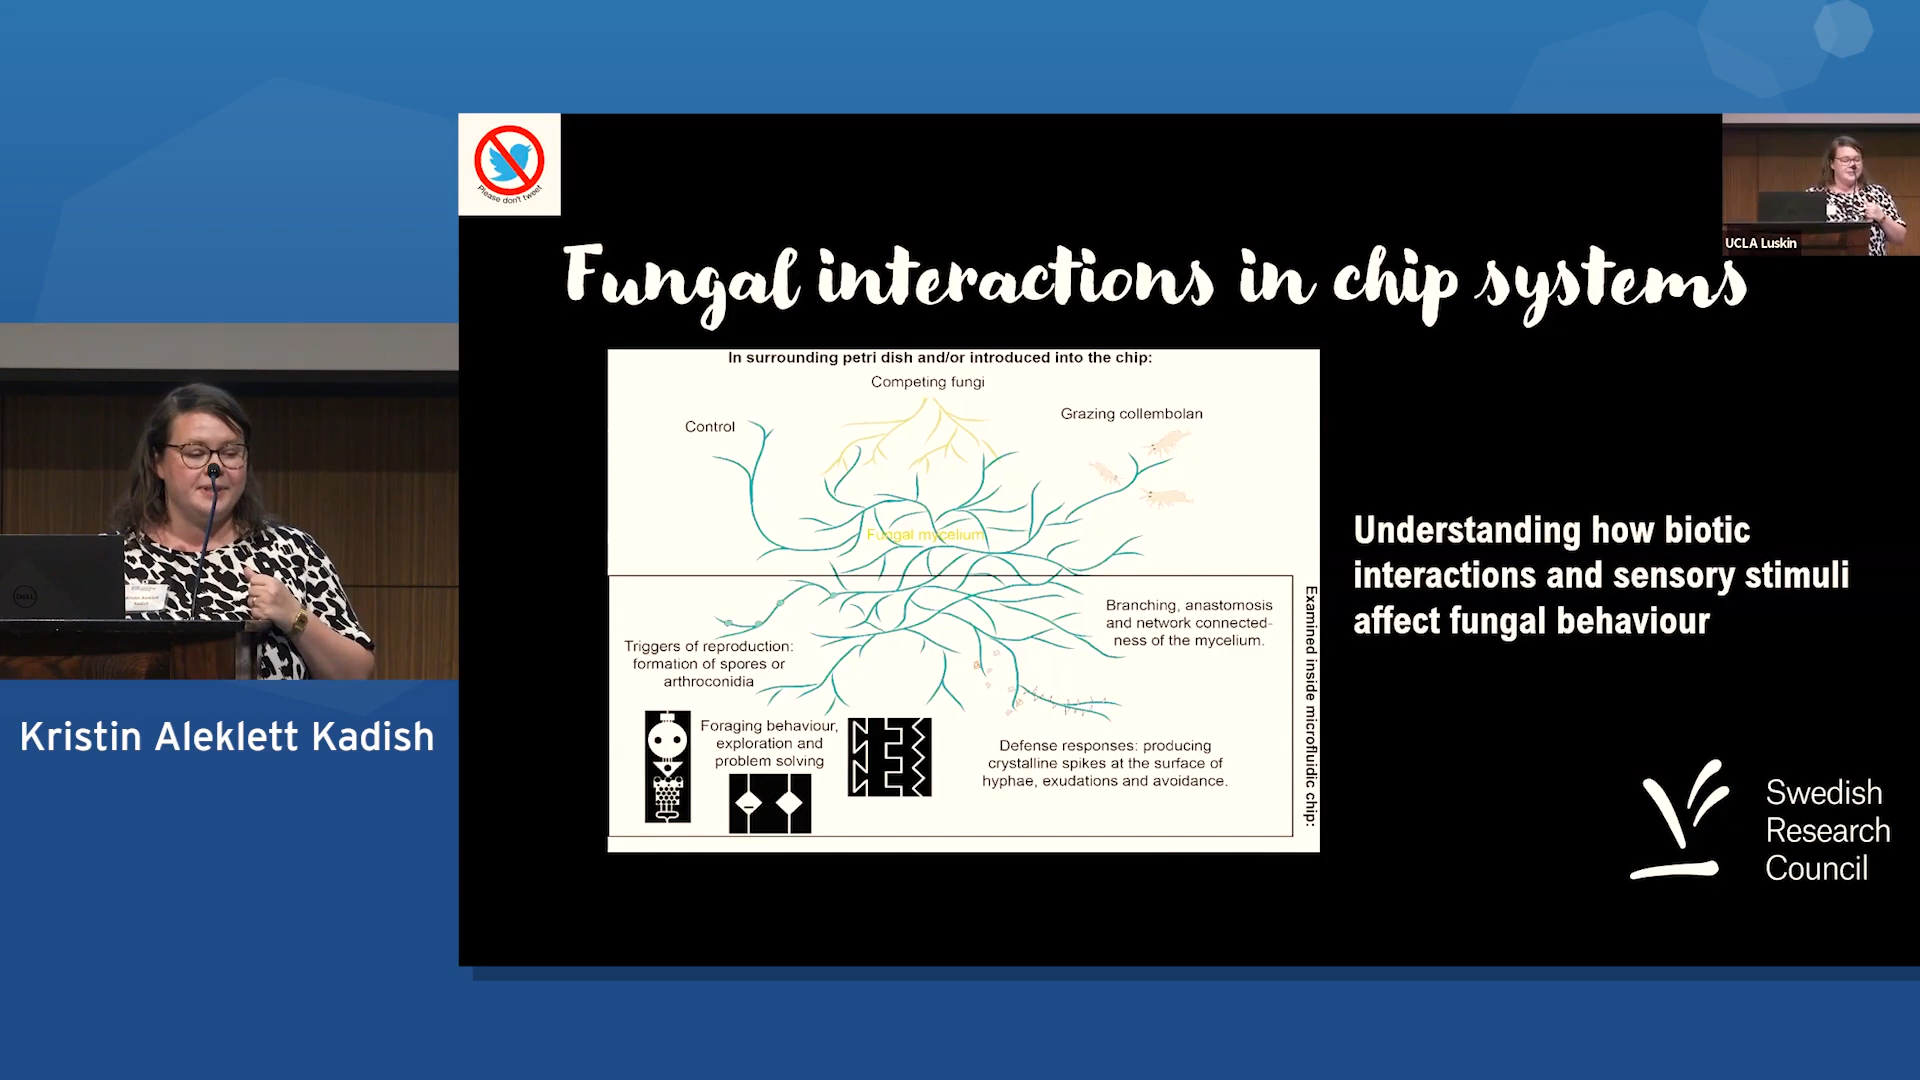 Please don't tweet
UCLA Luskin
Fungal interactions in chip systems
In surrounding petri dish and/or introduced into the chip:
Competing fungi
Control
Grazing collembolan
Fungal mycelium
Branching, anastomosis
and network connected-
ness of the mycelium.
Triggers of reproduction:
formation of spores or
arthroconidia
Foraging behaviour,
exploration and
problem solving
Defense responses: producing
crystalline spikes at the surface of
hyphae, exudations and avoidance.
Examined inside microfluidic chip:
Understanding how biotic
interactions and sensory stimuli
affect fungal behaviour
Swedish
Research
Council
DELL
Kristin Aleklett
Kadish
Kristin Aleklett Kadish